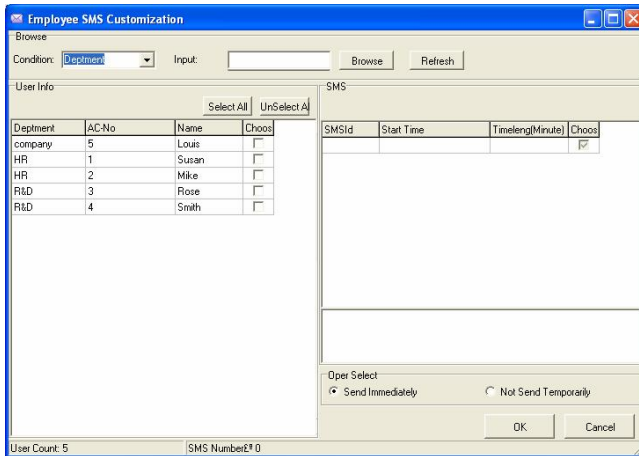 Employee SMS Customization
Browse
Condition: Deptment Input: Browse Refresh
User Info
Select All UnSelect Al
Deptment AC-No Name Choos
company 5 Louis
HR 1 Susan
HR 2 Mike
R&D 3 Rose
R&D 4 Smith
SMS
SMSId Start Time Timeleng(Minute) Choos
Oper Select
Send Immediately Not Send Temporarily
OK Cancel
User Count: 5 SMS Number£º 0